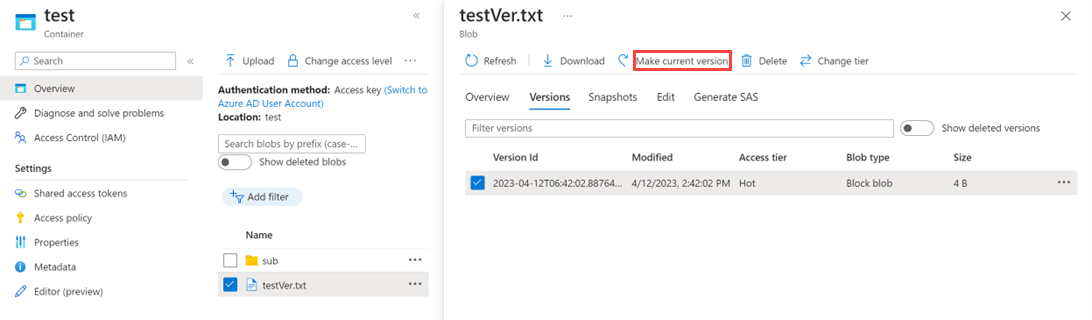 test
Container
Search
Overview
Diagnose and solve problems
Access Control (IAM)
Settings
Shared access tokens
Access policy
Properties
Metadata
Editor (preview)
Upload
Change access level
Authentication method: Access key (Switch to
Azure AD User Account)
Location: test
Search blobs by prefix (case-...
Show deleted blobs
Add filter
Name
sub
testVer.txt
testVer.txt
Blob
Refresh
Download
Make current version
Delete
Change tier
Overview Versions Snapshots Edit Generate SAS
Filter versions
Show deleted versions
Version Id Modified Access tier Blob type Size
2023-04-12T06:42:02.88764... 4/12/2023, 2:42:02 PM Hot Block blob 4 B